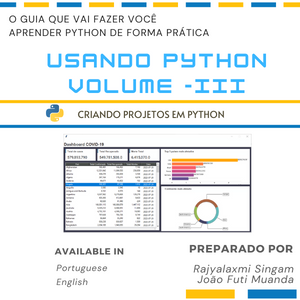 O GUIA QUE VAI FAZER VOCÊ
APRENDER PYTHON DE FORMA PRÁTICA
USANDO PYTHON
VOLUME -III
CRIANDO PROJETOS EM PYTHON
Dashboard COVID-19
AVAILABLE IN
Portuguese
English
PREPARADO POR
Rajyalaxmi Singam
João Futi Muanda